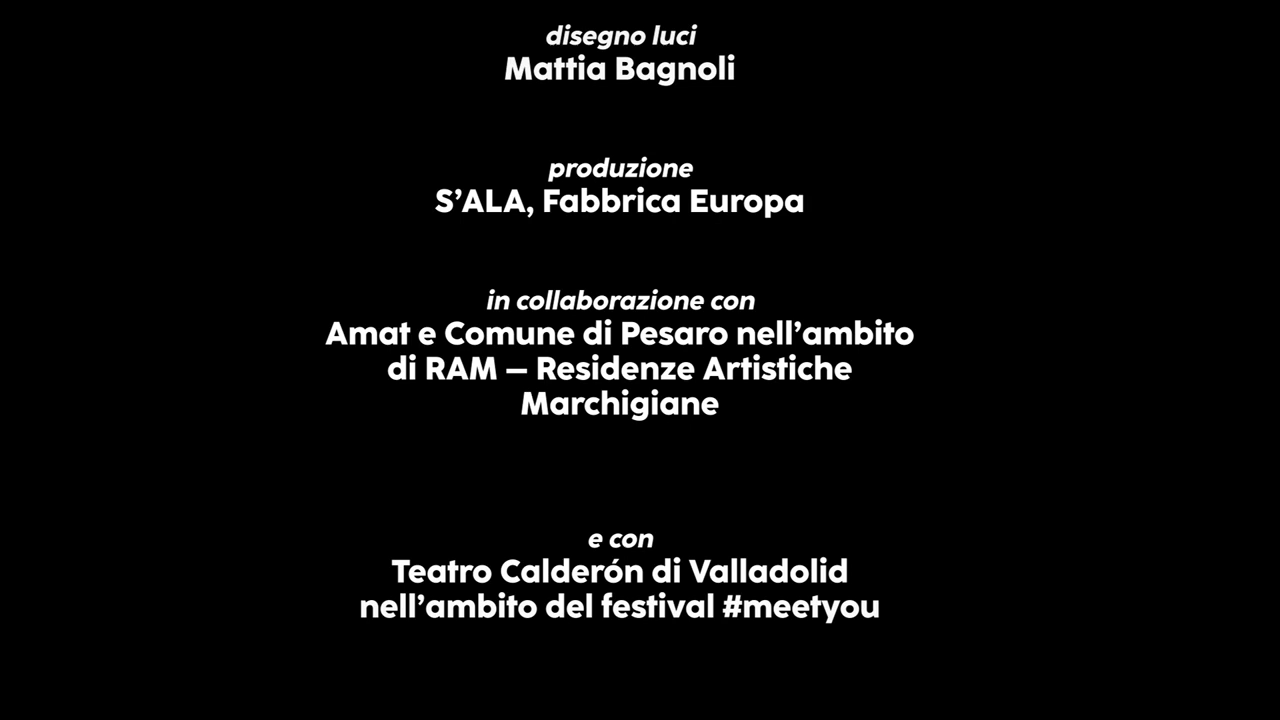 disegno luci
Mattia Bagnoli
produzione
S’ALA, Fabbrica Europa
in collaborazione con
Amat e Comune di Pesaro nell’ambito
di RAM – Residenze Artistiche
Marchigiane
e con
Teatro Calderón di Valladolid
nell’ambito del festival #meetyou